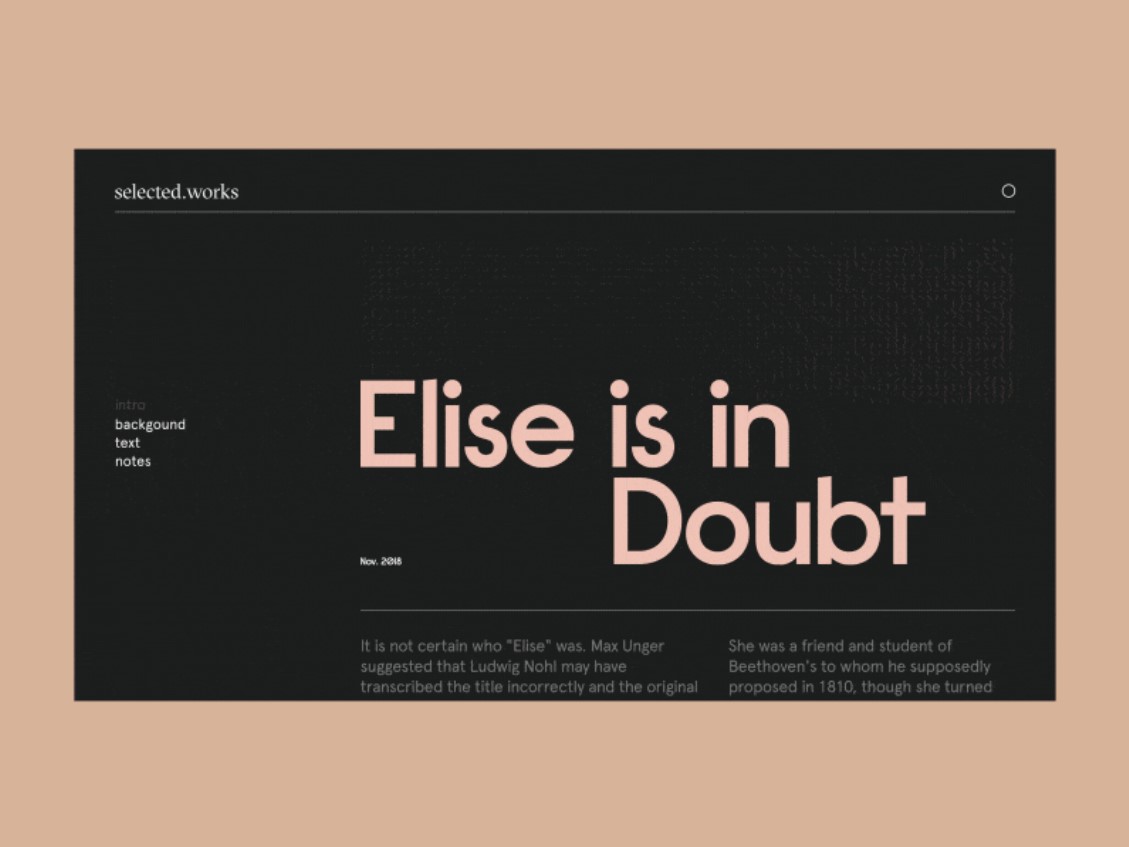 selected.works
intro
backgound
text
notes
Elise is in
Doubt
Nov. 2018
It is not certain who "Elise" was. Max Unger
suggested that Ludwig Nohl may have
transcribed the title incorrectly and the original
She was a friend and student of
Beethoven's to whom he supposedly
proposed in 1810, though she turned